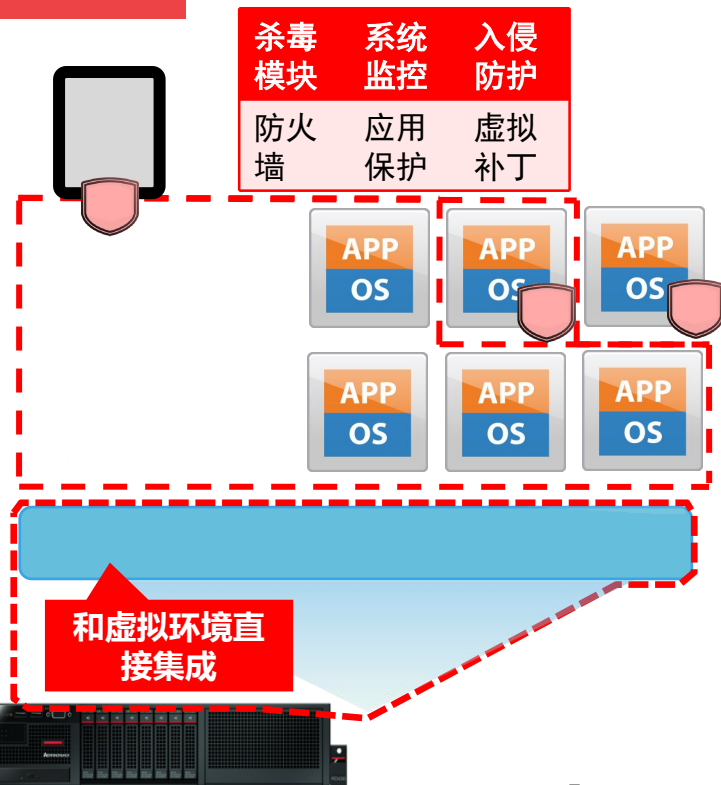 杀毒 系统 入侵
模块 监控 防护
防火 应用 虚拟
墙 保护 补丁
APP APP APP
OS OS OS
APP APP APP
OS OS OS
和虚拟环境直
接集成